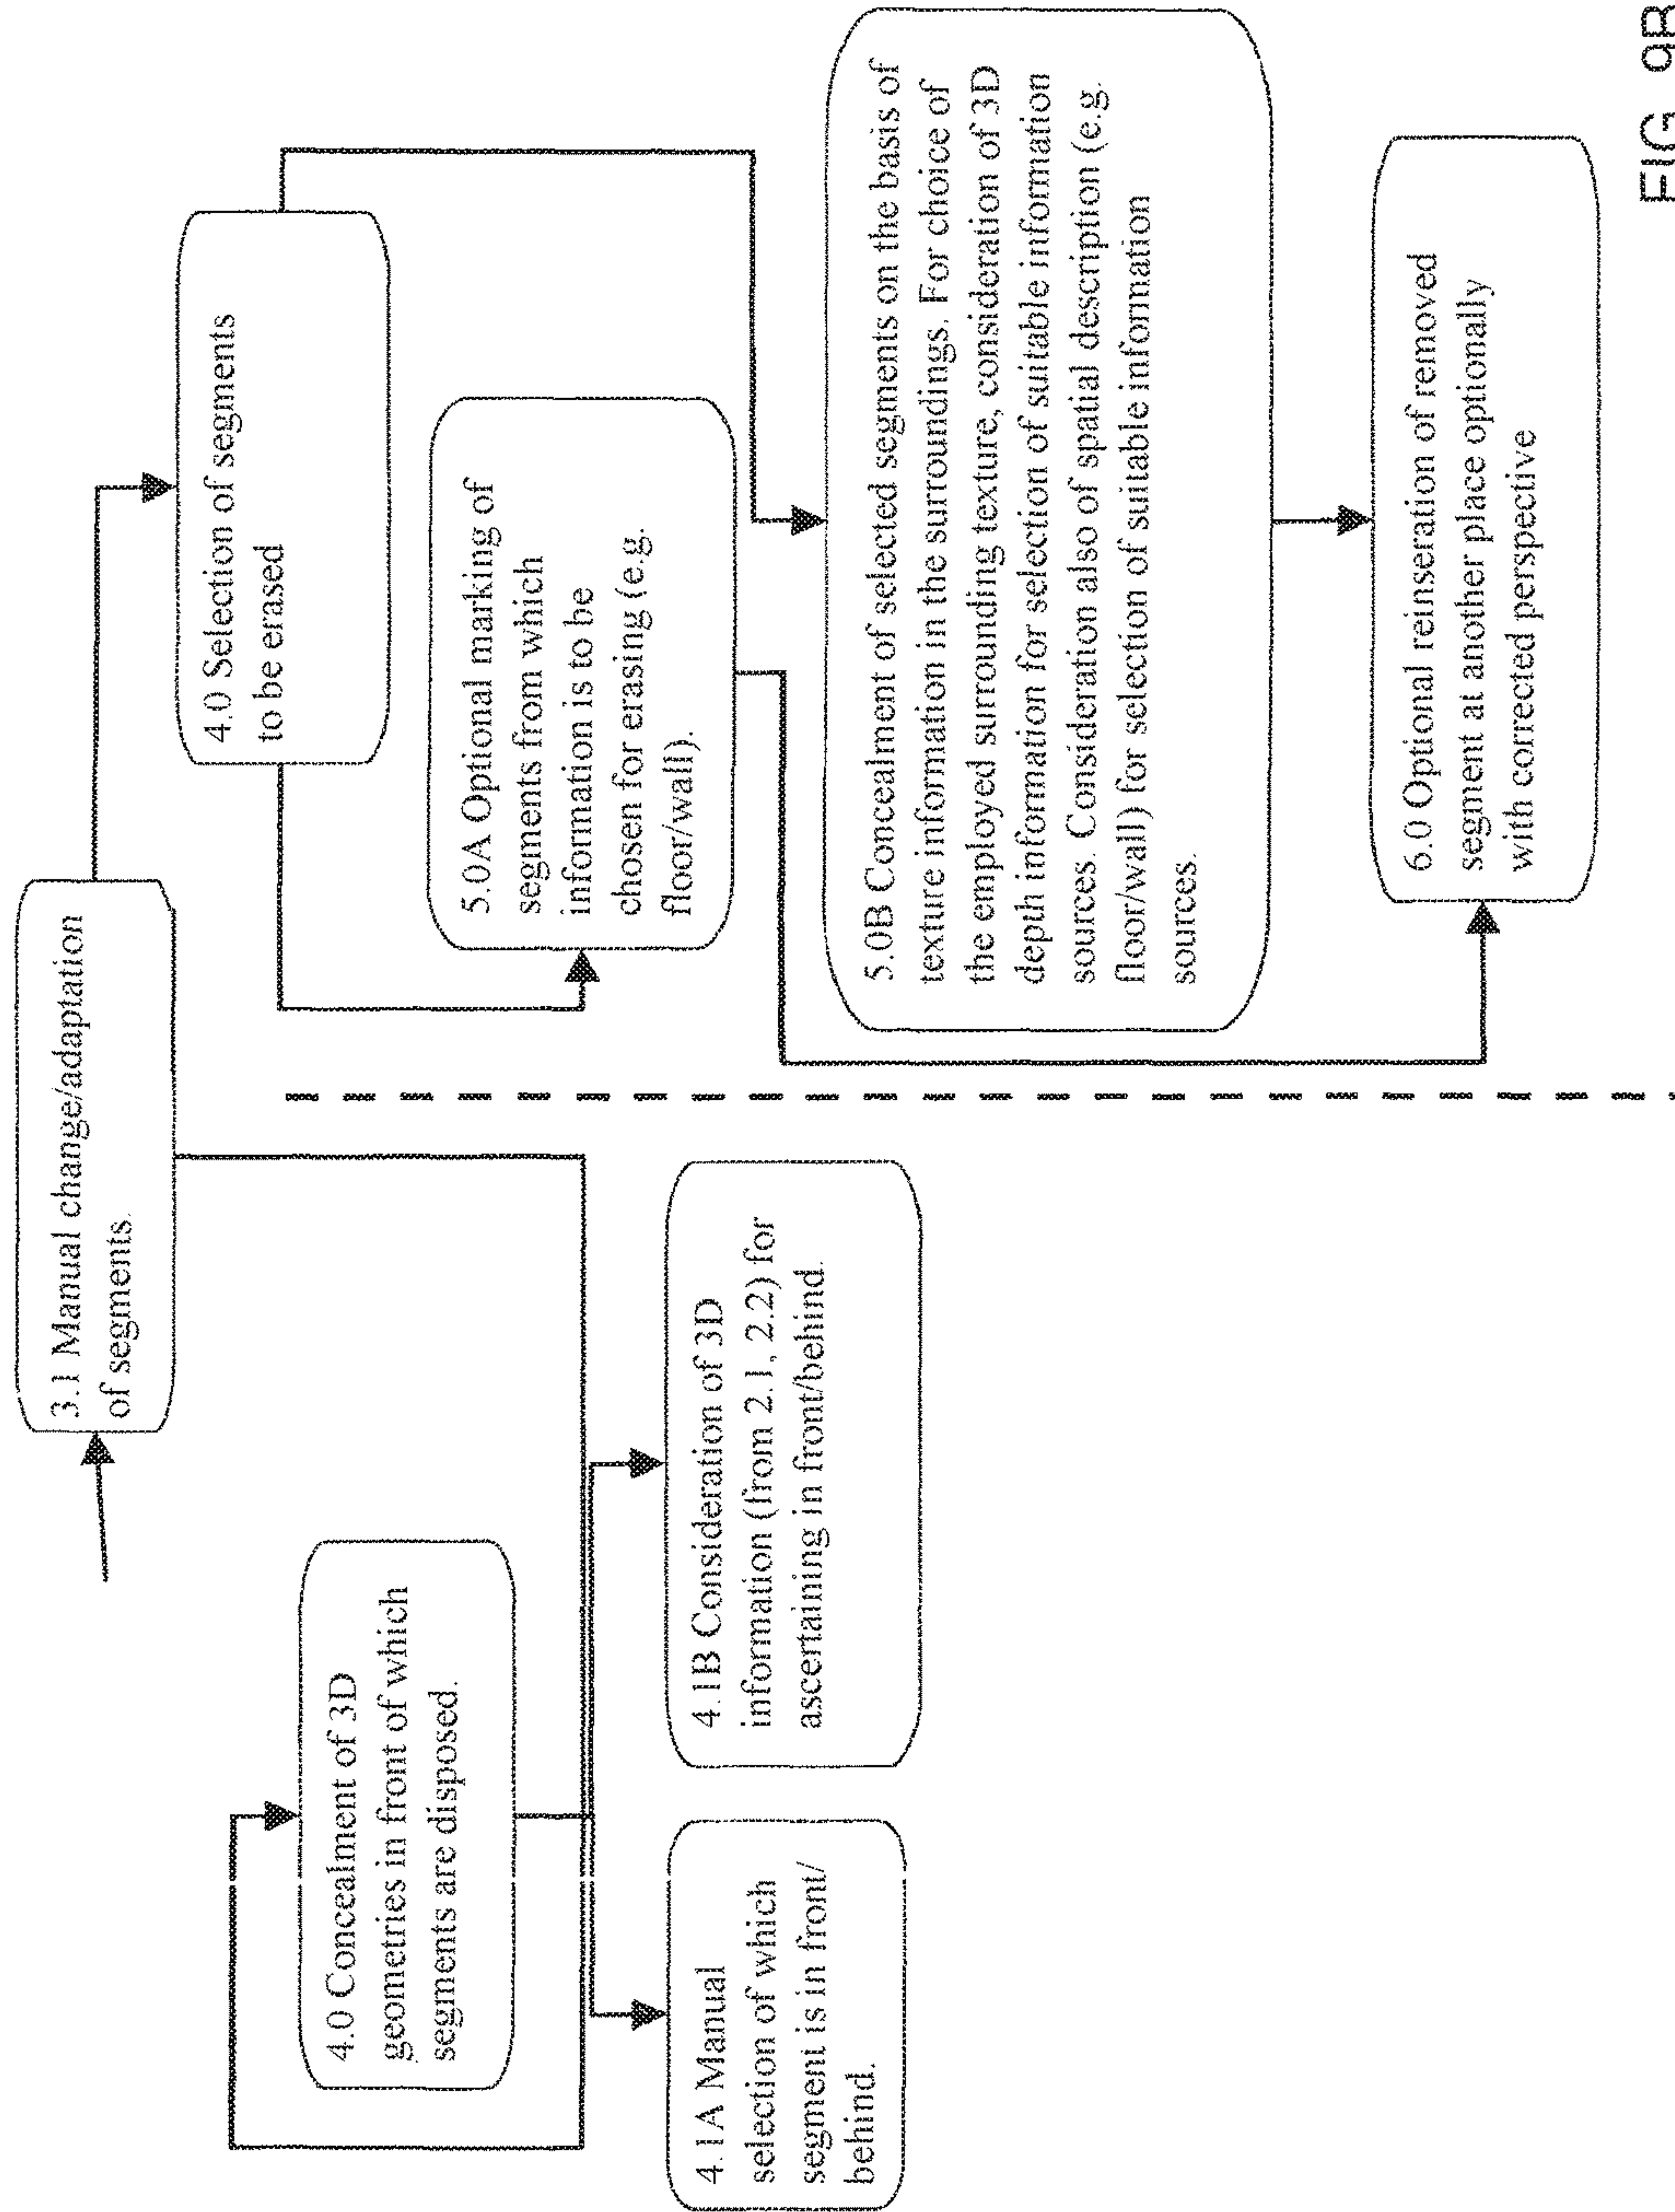 3.1 Manual change/adaptation
of segments.
4.0 Concealment of 3D
geometries in front of which
segments are disposed.
4.1A Manual
selection of which
segment is in front/
behind.
4.1B Consideration of 3D
information (from 2.1, 2.2) for
ascertaining in front/behind.
4.0 Selection of segments
to be erased
5.0A Optional marking of
segments from which
information is to be
chosen for erasing (e.g.
floor/wall).
5.0B Concealment of selected segments on the basis of
texture information in the surroundings. For choice of
the employed surrounding texture, consideration of 3D
depth information for selection of suitable information
sources. Consideration also of spatial description (e.g.
floor/wall) for selection of suitable information
sources.
6.0 Optional reinseration of removed
segment at another place optionally
with corrected perspective
FIG 9B